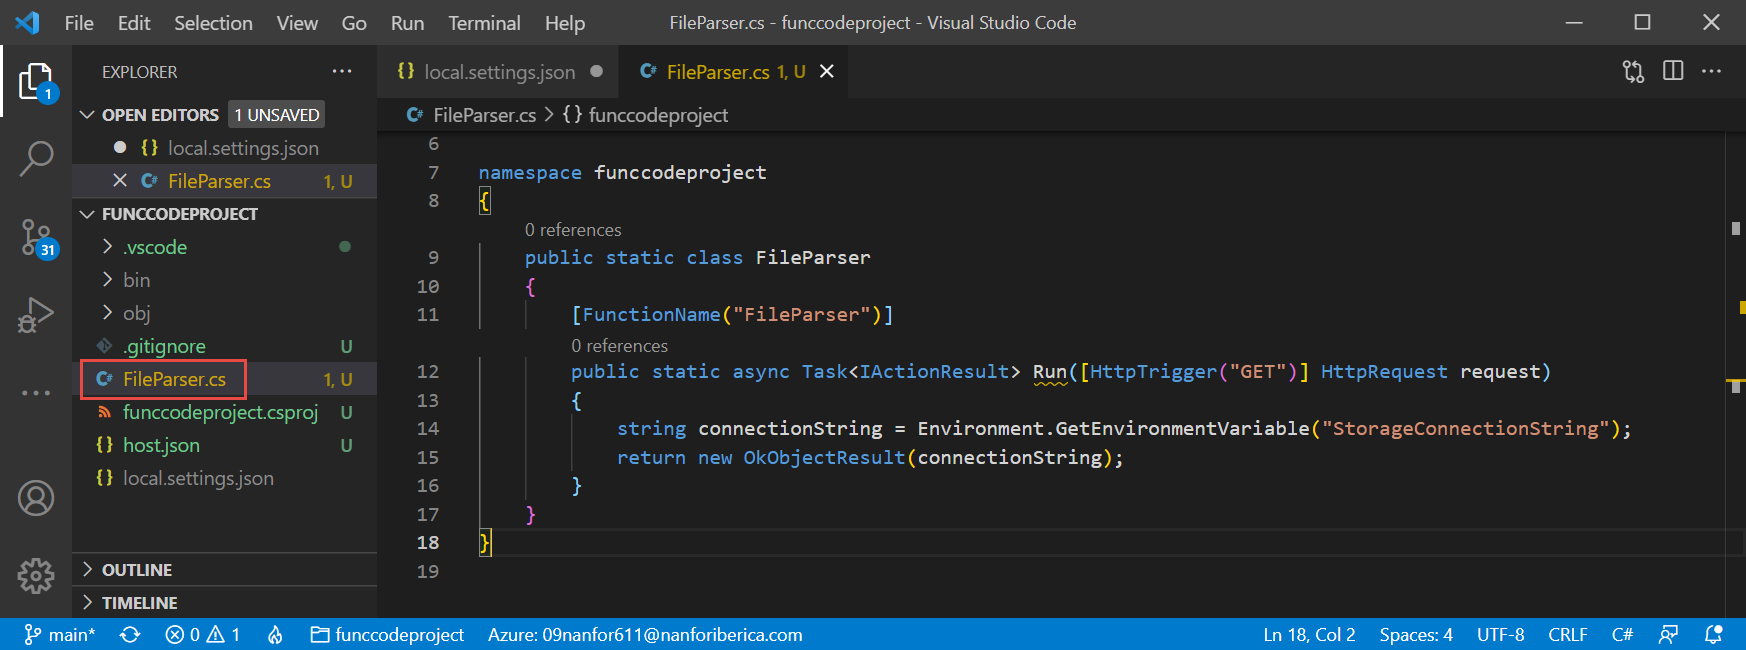 File Edit Selection View Go Run Terminal Help FileParser.cs - funccodeproject - Visual Studio Code
1
31
EXPLORER
OPEN EDITORS 1 UNSAVED
{} local.settings.json
C# FileParser.cs 1, U
FUNCCODEPROJECT
.vscode
bin
obj
.gitignore U
C# FileParser.cs 1, U
funccodeproject.csproj U
{} host.json U
{} local.settings.json
OUTLINE
TIMELINE
{} local.settings.json C# FileParser.cs 1, U
C# FileParser.cs > {} funccodeproject
6
7 namespace funccodeproject
8 {
0 references
9 public static class FileParser
10 {
11 [FunctionName("FileParser")]
0 references
12 public static async Task<IActionResult> Run([HttpTrigger("GET")] HttpRequest request)
13 {
14 string connectionString = Environment.GetEnvironmentVariable("StorageConnectionString");
15 return new OkObjectResult(connectionString);
16 }
17 }
18 }
19
main* 0 1 funccodeproject Azure: 09nanfor611@nanforiberica.com Ln 18, Col 2 Spaces: 4 UTF-8 CRLF C#